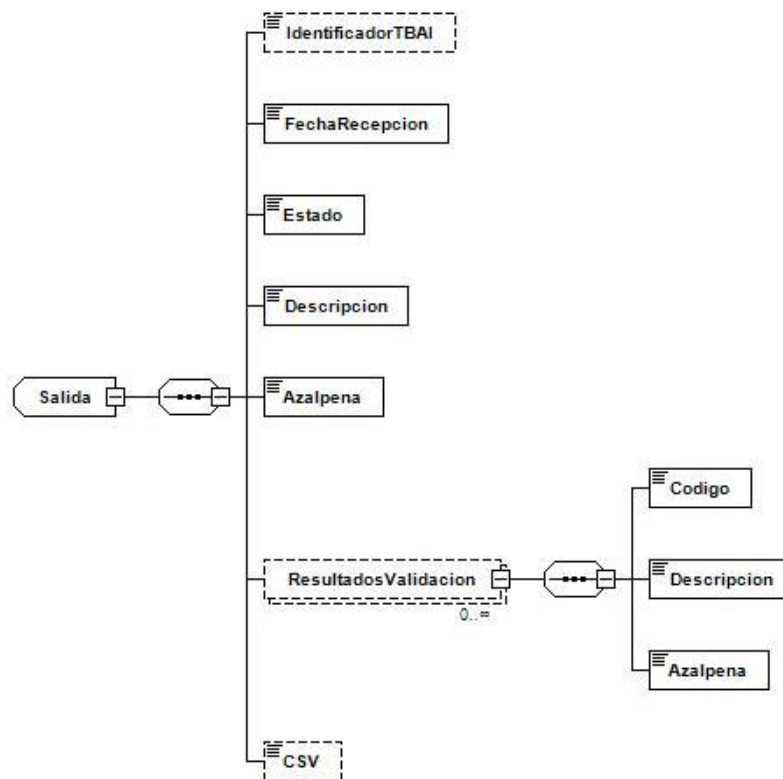 IdentificadorTBAI
FechaRecepcion
Estado
Descripcion
Salida
Azalpena
Codigo
ResultadosValidacion
Descripcion
0..∞
Azalpena
CSV